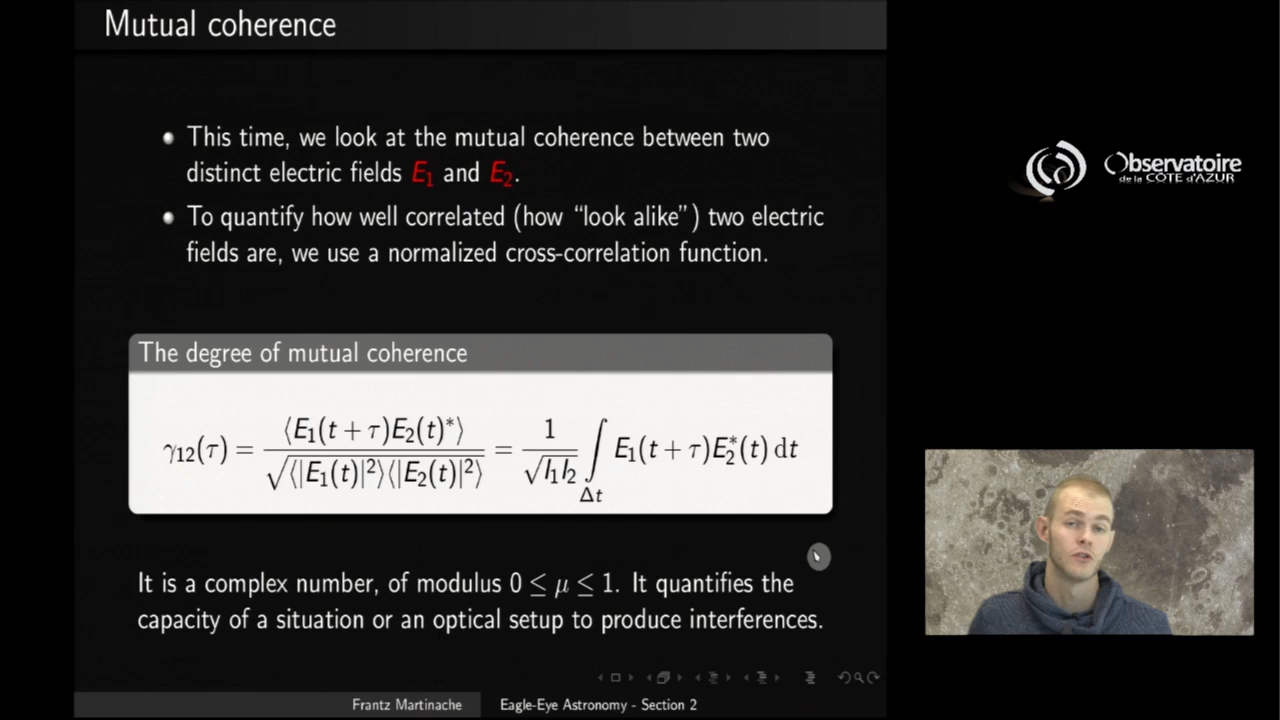 Mutual coherence
This time, we look at the mutual coherence between two
distinct electric fields E₁ and E₂.
To quantify how well correlated (how “look alike”) two electric
fields are, we use a normalized cross-correlation function.
The degree of mutual coherence
γ₁₂(τ) = ⟨E₁(t + τ)E₂(t)*⟩ / √⟨|E₁(t)|²⟩⟨|E₂(t)|²⟩ = 1/√I₁I₂ ∫_Δt E₁(t + τ)E₂*(t) dt
It is a complex number, of modulus 0 ≤ μ ≤ 1. It quantifies the
capacity of a situation or an optical setup to produce interferences.
Frantz Martinache
Eagle-Eye Astronomy - Section 2
Observatoire
de la CÔTE d'AZUR